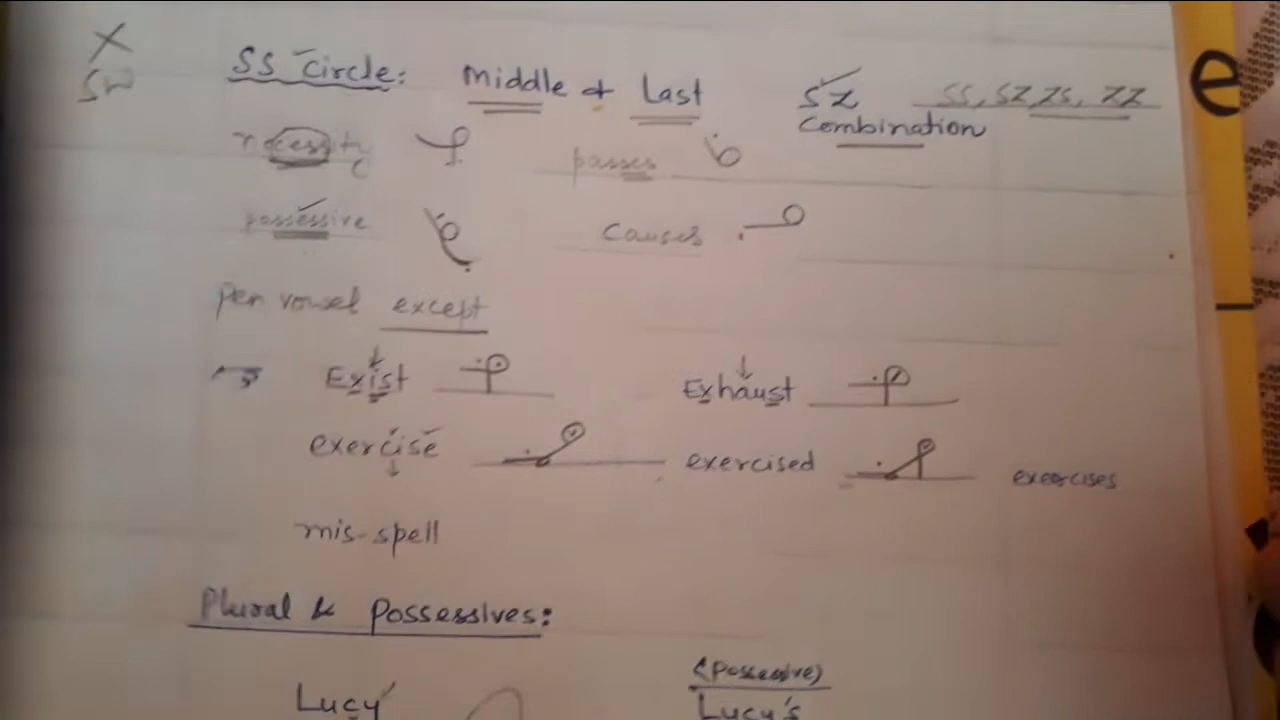 X
SW
SS Circle: Middle & Last SZ SS, SZ, ZS, ZZ
Combination
necessity passes
possessive causes
Pen vowel except
Exist Exhaust
exercise exercised exercises
mis-spell
Plural & Possessives:
(Possessive)
Lucy Lucy's
e